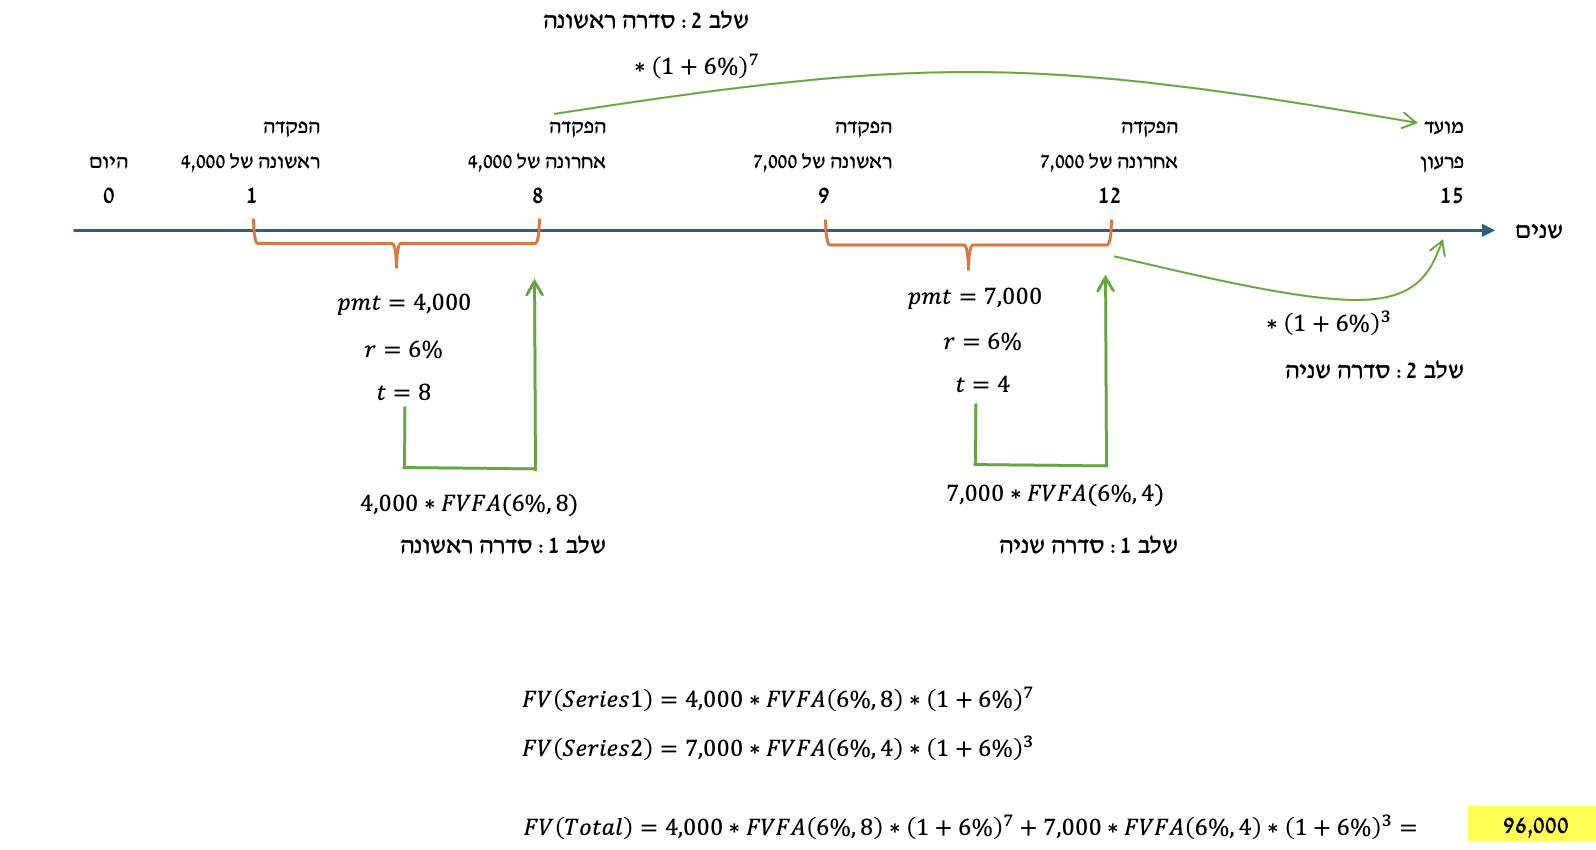 שלב 2: סדרה ראשונה
∗ (1 + 6%)⁷
היום
0
הפקדה
ראשונה של 4,000
1
הפקדה
אחרונה של 4,000
8
הפקדה
ראשונה של 7,000
9
הפקדה
אחרונה של 7,000
12
מועד
פרעון
15
שנים
pmt = 4,000
r = 6%
t = 8
4,000 ∗ FVFA(6%, 8)
שלב 1: סדרה ראשונה
pmt = 7,000
r = 6%
t = 4
7,000 ∗ FVFA(6%, 4)
שלב 1: סדרה שניה
∗ (1 + 6%)³
שלב 2: סדרה שניה
FV(Series1) = 4,000 ∗ FVFA(6%, 8) ∗ (1 + 6%)⁷
FV(Series2) = 7,000 ∗ FVFA(6%, 4) ∗ (1 + 6%)³
FV(Total) = 4,000 ∗ FVFA(6%, 8) ∗ (1 + 6%)⁷ + 7,000 ∗ FVFA(6%, 4) ∗ (1 + 6%)³ = 96,000